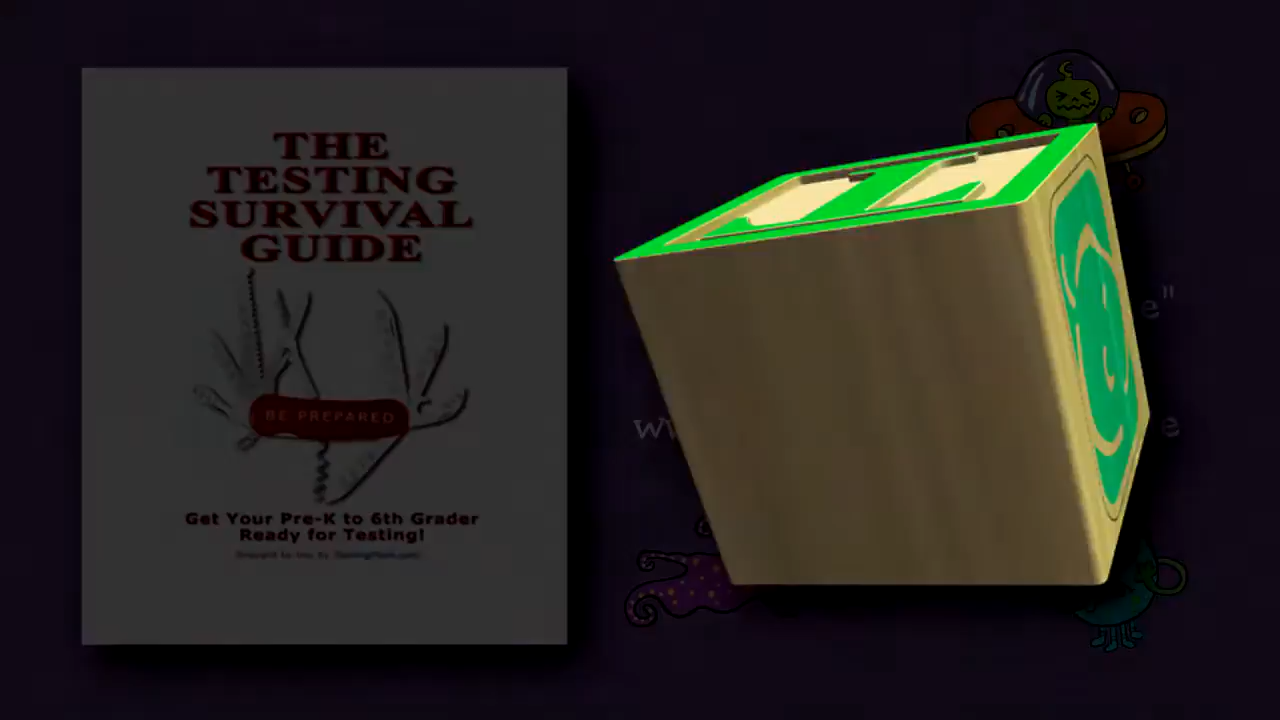 THE
TESTING
SURVIVAL
GUIDE
BE PREPARED
Get Your Pre-K to 6th Grader
Ready for Testing!